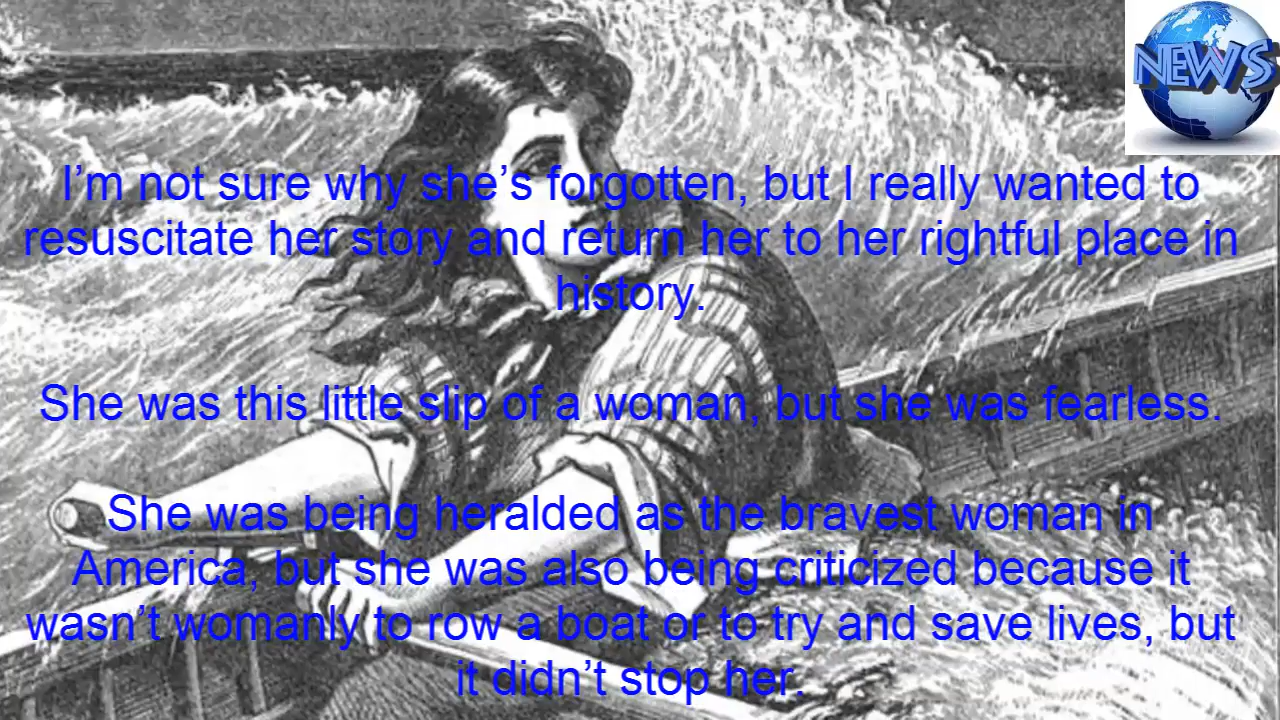 NEWS
I’m not sure why she’s forgotten, but I really wanted to
resuscitate her story and return her to her rightful place in
history.
She was this little slip of a woman, but she was fearless.
She was being heralded as the bravest woman in
America, but she was also being criticized because it
wasn’t womanly to row a boat or to try and save lives, but
it didn’t stop her.